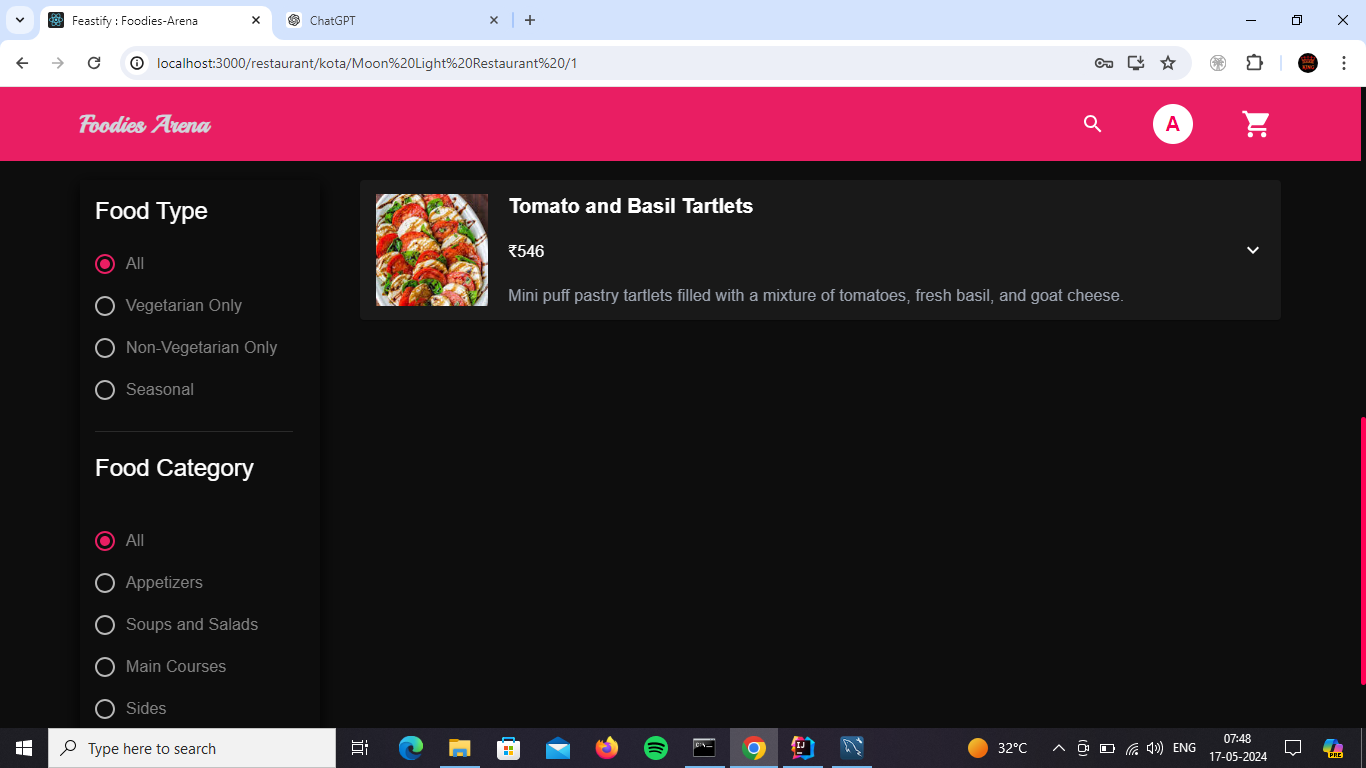 Feastify : Foodies-Arena
ChatGPT
localhost:3000/restaurant/kota/Moon%20Light%20Restaurant%20/1
Foodies Arena
A
Food Type
All
Vegetarian Only
Non-Vegetarian Only
Seasonal
Food Category
All
Appetizers
Soups and Salads
Main Courses
Sides
Tomato and Basil Tartlets
₹546
Mini puff pastry tartlets filled with a mixture of tomatoes, fresh basil, and goat cheese.
Type here to search
32°C
ENG
07:48
17-05-2024
PRE